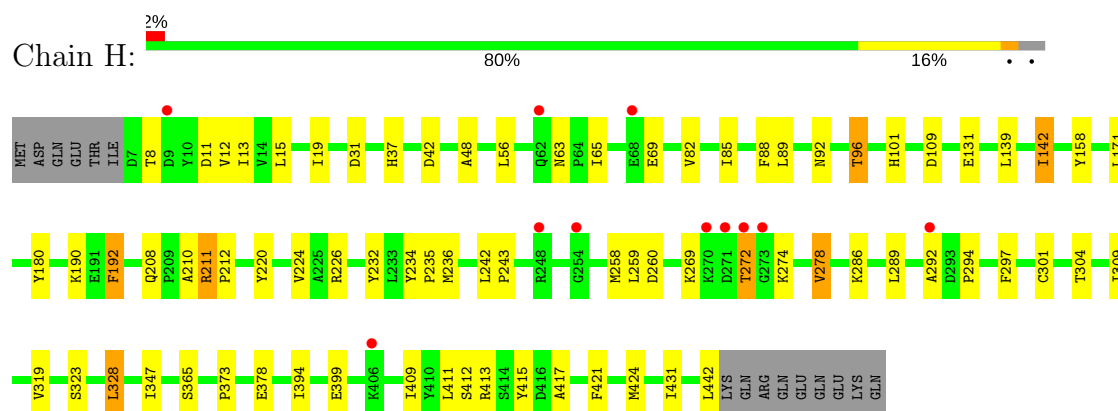 2%
Chain H:
80% 16% • •
MET ASP GLN GLU THR ILE D7 T8 D9 Y10 D11 V12 I13 V14 L15 I19 D31 H37 D42 A48 L56 Q62 N63 P64 I65 E68 E69 V82 I85 F88 L89 N92 T96 H101 D109 E131 L139 I142 Y158 L171
Y180 K190 E191 F192 Q208 P209 A210 R211 P212 Y220 V224 A225 R226 Y232 L233 Y234 P235 M236 L242 P243 R248 G254 M258 L259 D260 K269 K270 D271 T272 G273 K274 V278 K286 L289 A292 D293 P294 F297 C301 T304
V319 S323 L328 I347 S365 P373 E378 I394 E399 K406 I409 Y410 L411 S412 R413 S414 Y415 D416 A417 F421 M424 I431 L442 LYS GLN ARG GLN GLU GLN GLU LYS GLN